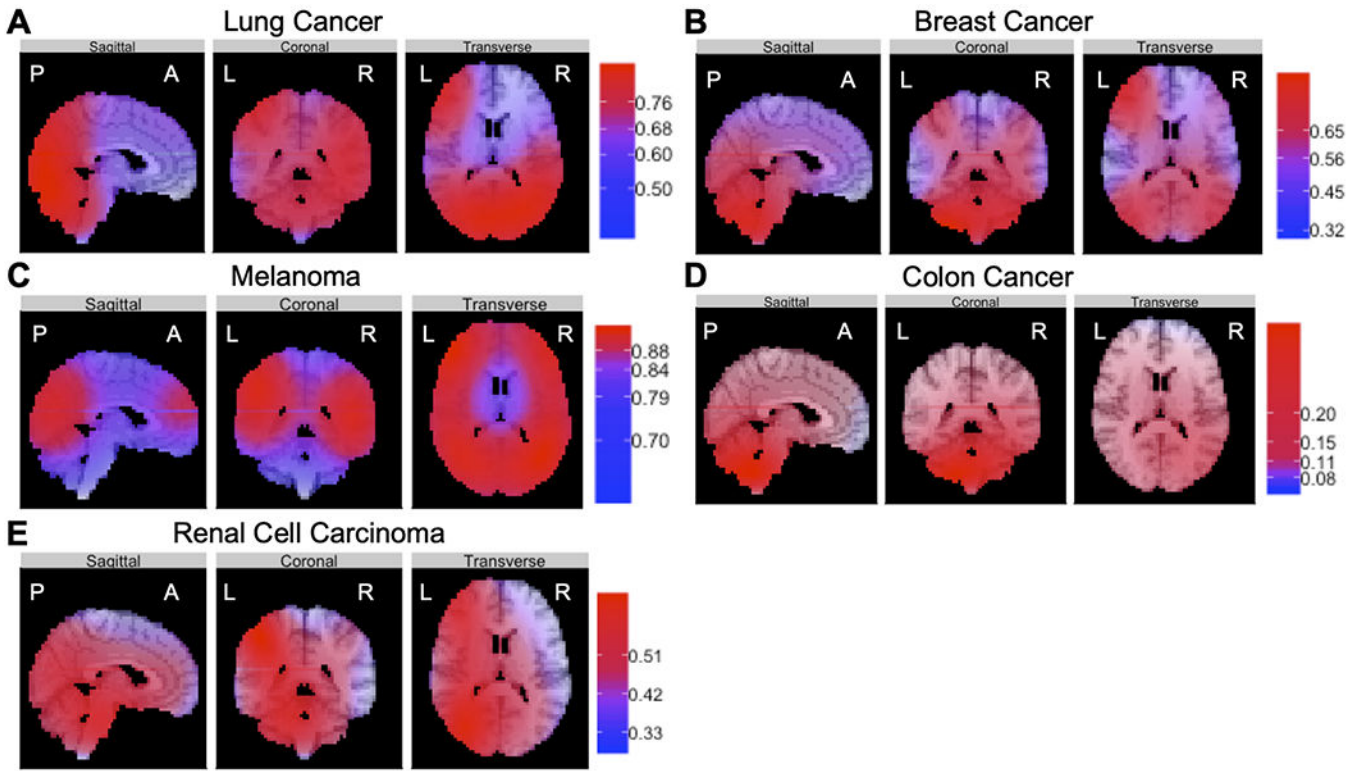 A Lung Cancer
Sagittal Coronal Transverse
P A L R L R
0.76
0.68
0.60
0.50
B Breast Cancer
Sagittal Coronal Transverse
P A L R L R
0.65
0.56
0.45
0.32
C Melanoma
Sagittal Coronal Transverse
P A L R L R
0.88
0.84
0.79
0.70
D Colon Cancer
Sagittal Coronal Transverse
P A L R L R
0.20
0.15
0.11
0.08
E Renal Cell Carcinoma
Sagittal Coronal Transverse
P A L R L R
0.51
0.42
0.33